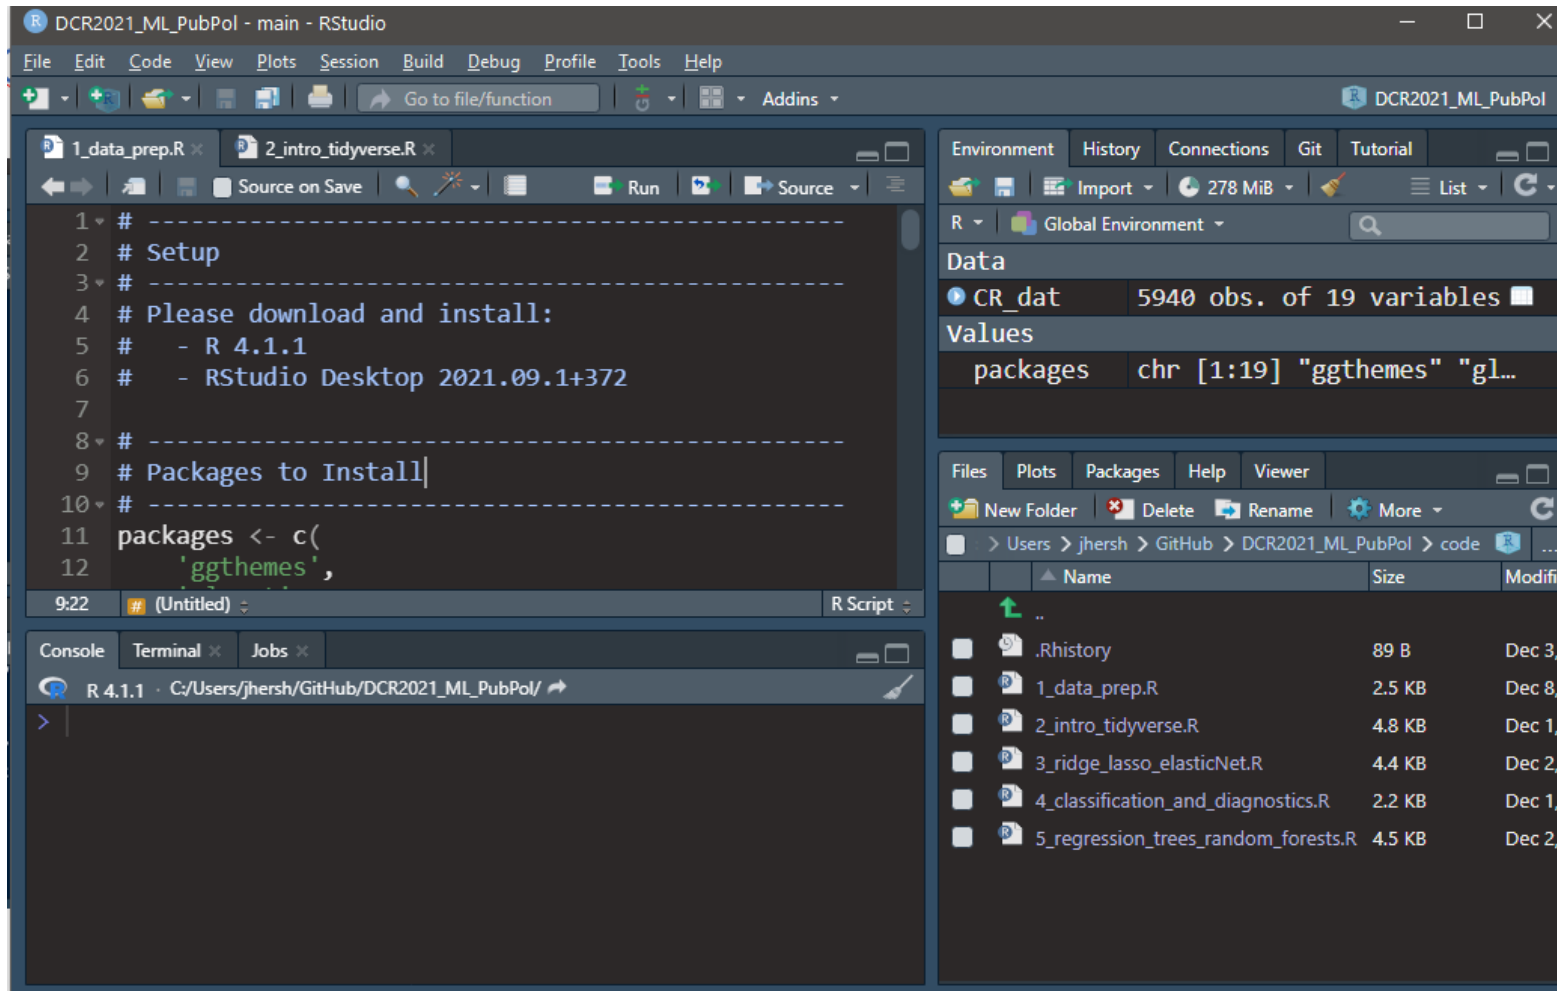 DCR2021_ML_PubPol - main - RStudio
File Edit Code View Plots Session Build Debug Profile Tools Help
Go to file/function Addins DCR2021_ML_PubPol
1_data_prep.R 2_intro_tidyverse.R
Source on Save Run Source
1 # ------------------------------------------------
2 # Setup
3 # ------------------------------------------------
4 # Please download and install:
5 #   - R 4.1.1
6 #   - RStudio Desktop 2021.09.1+372
7
8 # ------------------------------------------------
9 # Packages to Install
10 # ------------------------------------------------
11 packages <- c(
12     'ggthemes',
9:22 # (Untitled) R Script
Console Terminal Jobs
R 4.1.1 · C:/Users/jhersh/GitHub/DCR2021_ML_PubPol/
>
Environment History Connections Git Tutorial
Import 278 MiB List
R Global Environment
Data
CR_dat 5940 obs. of 19 variables
Values
packages chr [1:19] "ggthemes" "gl…
Files Plots Packages Help Viewer
New Folder Delete Rename More
> Users > jhersh > GitHub > DCR2021_ML_PubPol > code R ...
Name Size Modifi
..
.Rhistory 89 B Dec 3,
1_data_prep.R 2.5 KB Dec 8,
2_intro_tidyverse.R 4.8 KB Dec 1,
3_ridge_lasso_elasticNet.R 4.4 KB Dec 2,
4_classification_and_diagnostics.R 2.2 KB Dec 1,
5_regression_trees_random_forests.R 4.5 KB Dec 2,